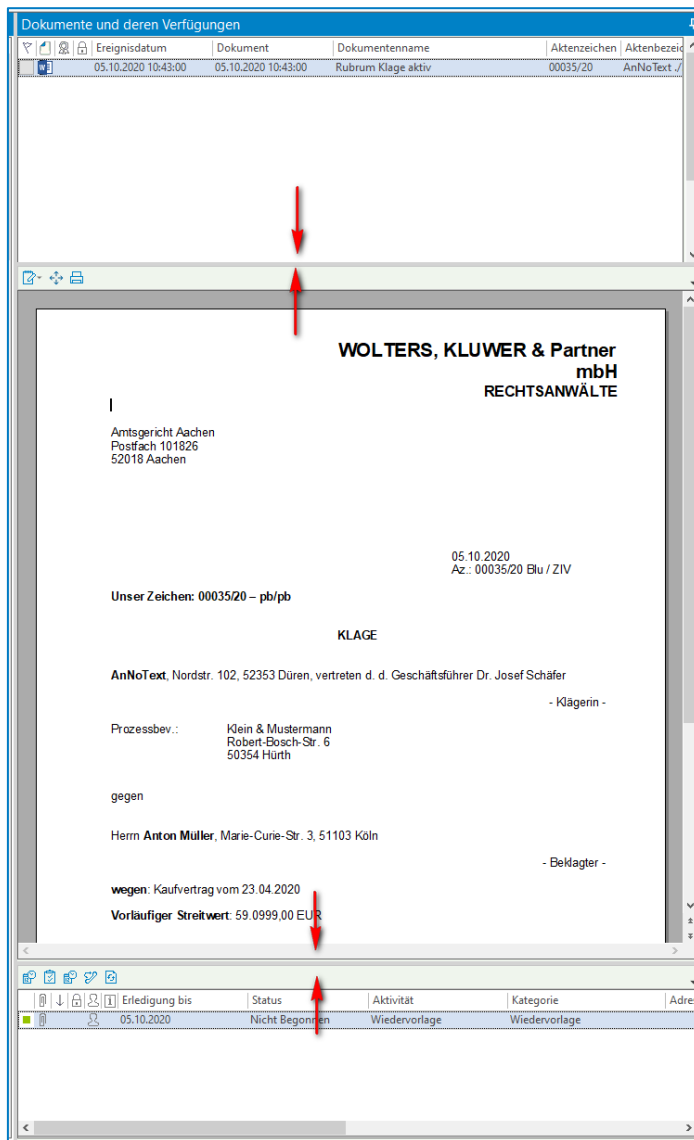 Dokumente und deren Verfügungen
Ereignisdatum Dokument Dokumentenname Aktenzeichen Aktenbezeic
05.10.2020 10:43:00 05.10.2020 10:43:00 Rubrum Klage aktiv 00035/20 AnNoText ./
WOLTERS, KLUWER & Partner
mbH
RECHTSANWÄLTE
Amtsgericht Aachen
Postfach 101826
52018 Aachen
05.10.2020
Az.: 00035/20 Blu / ZIV
Unser Zeichen: 00035/20 – pb/pb
KLAGE
AnNoText, Nordstr. 102, 52353 Düren, vertreten d. d. Geschäftsführer Dr. Josef Schäfer
- Klägerin -
Prozessbev.: Klein & Mustermann
Robert-Bosch-Str. 6
50354 Hürth
gegen
Herrn Anton Müller, Marie-Curie-Str. 3, 51103 Köln
- Beklagter -
wegen: Kaufvertrag vom 23.04.2020
Vorläufiger Streitwert: 59.0999,00 EUR
Erledigung bis Status Aktivität Kategorie Adre
05.10.2020 Nicht Begonnen Wiedervorlage Wiedervorlage